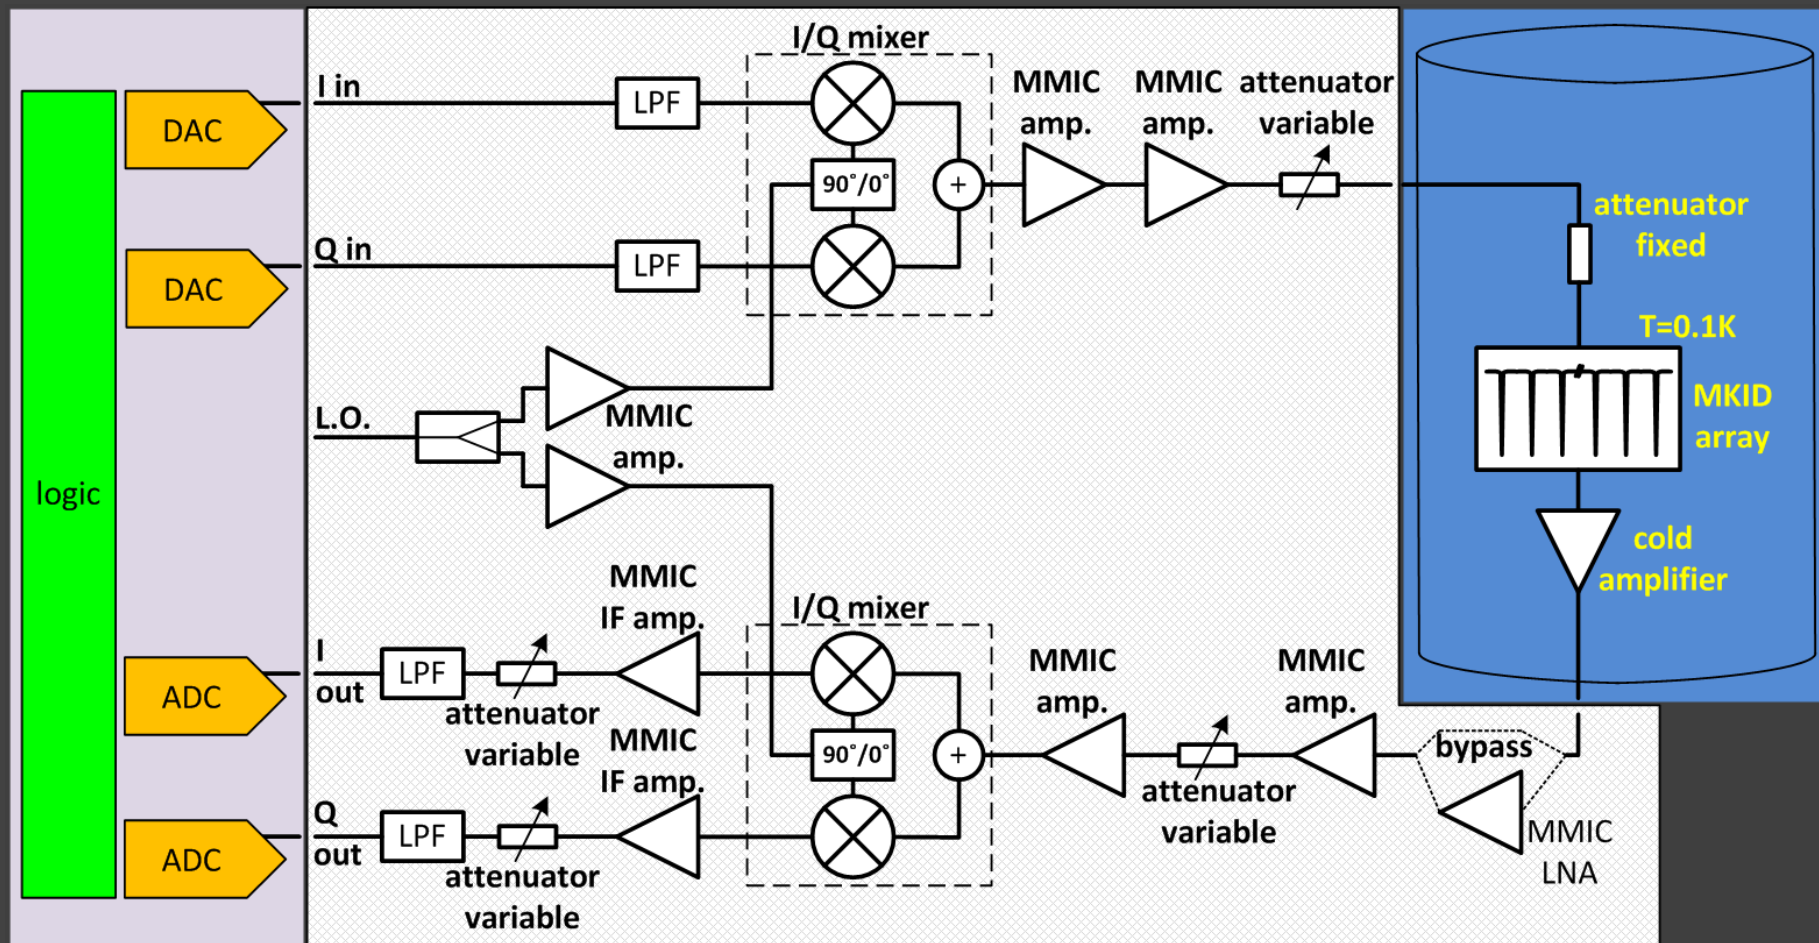 I/Q mixer
I in
LPF
DAC
MMIC
amp.
MMIC
amp.
attenuator
variable
90°/0°
+
Q in
LPF
DAC
attenuator
fixed
T=0.1K
MKID
array
L.O.
MMIC
amp.
logic
cold
amplifier
MMIC
IF amp.
I/Q mixer
I
out
LPF
ADC
attenuator
variable
MMIC
IF amp.
90°/0°
+
MMIC
amp.
attenuator
variable
MMIC
amp.
bypass
MMIC
LNA
Q
out
LPF
ADC
attenuator
variable